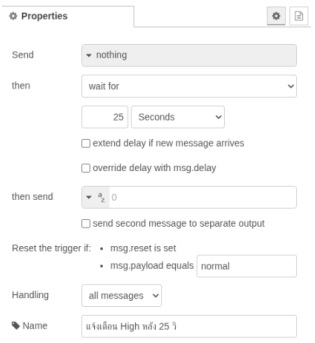 Properties
Send
nothing
then
wait for
25 Seconds
extend delay if new message arrives
override delay with msg.delay
then send
az 0
send second message to separate output
Reset the trigger if: • msg.reset is set
• msg.payload equals normal
Handling
all messages
Name
แจ้งเตือน High หลัง 25 วิ